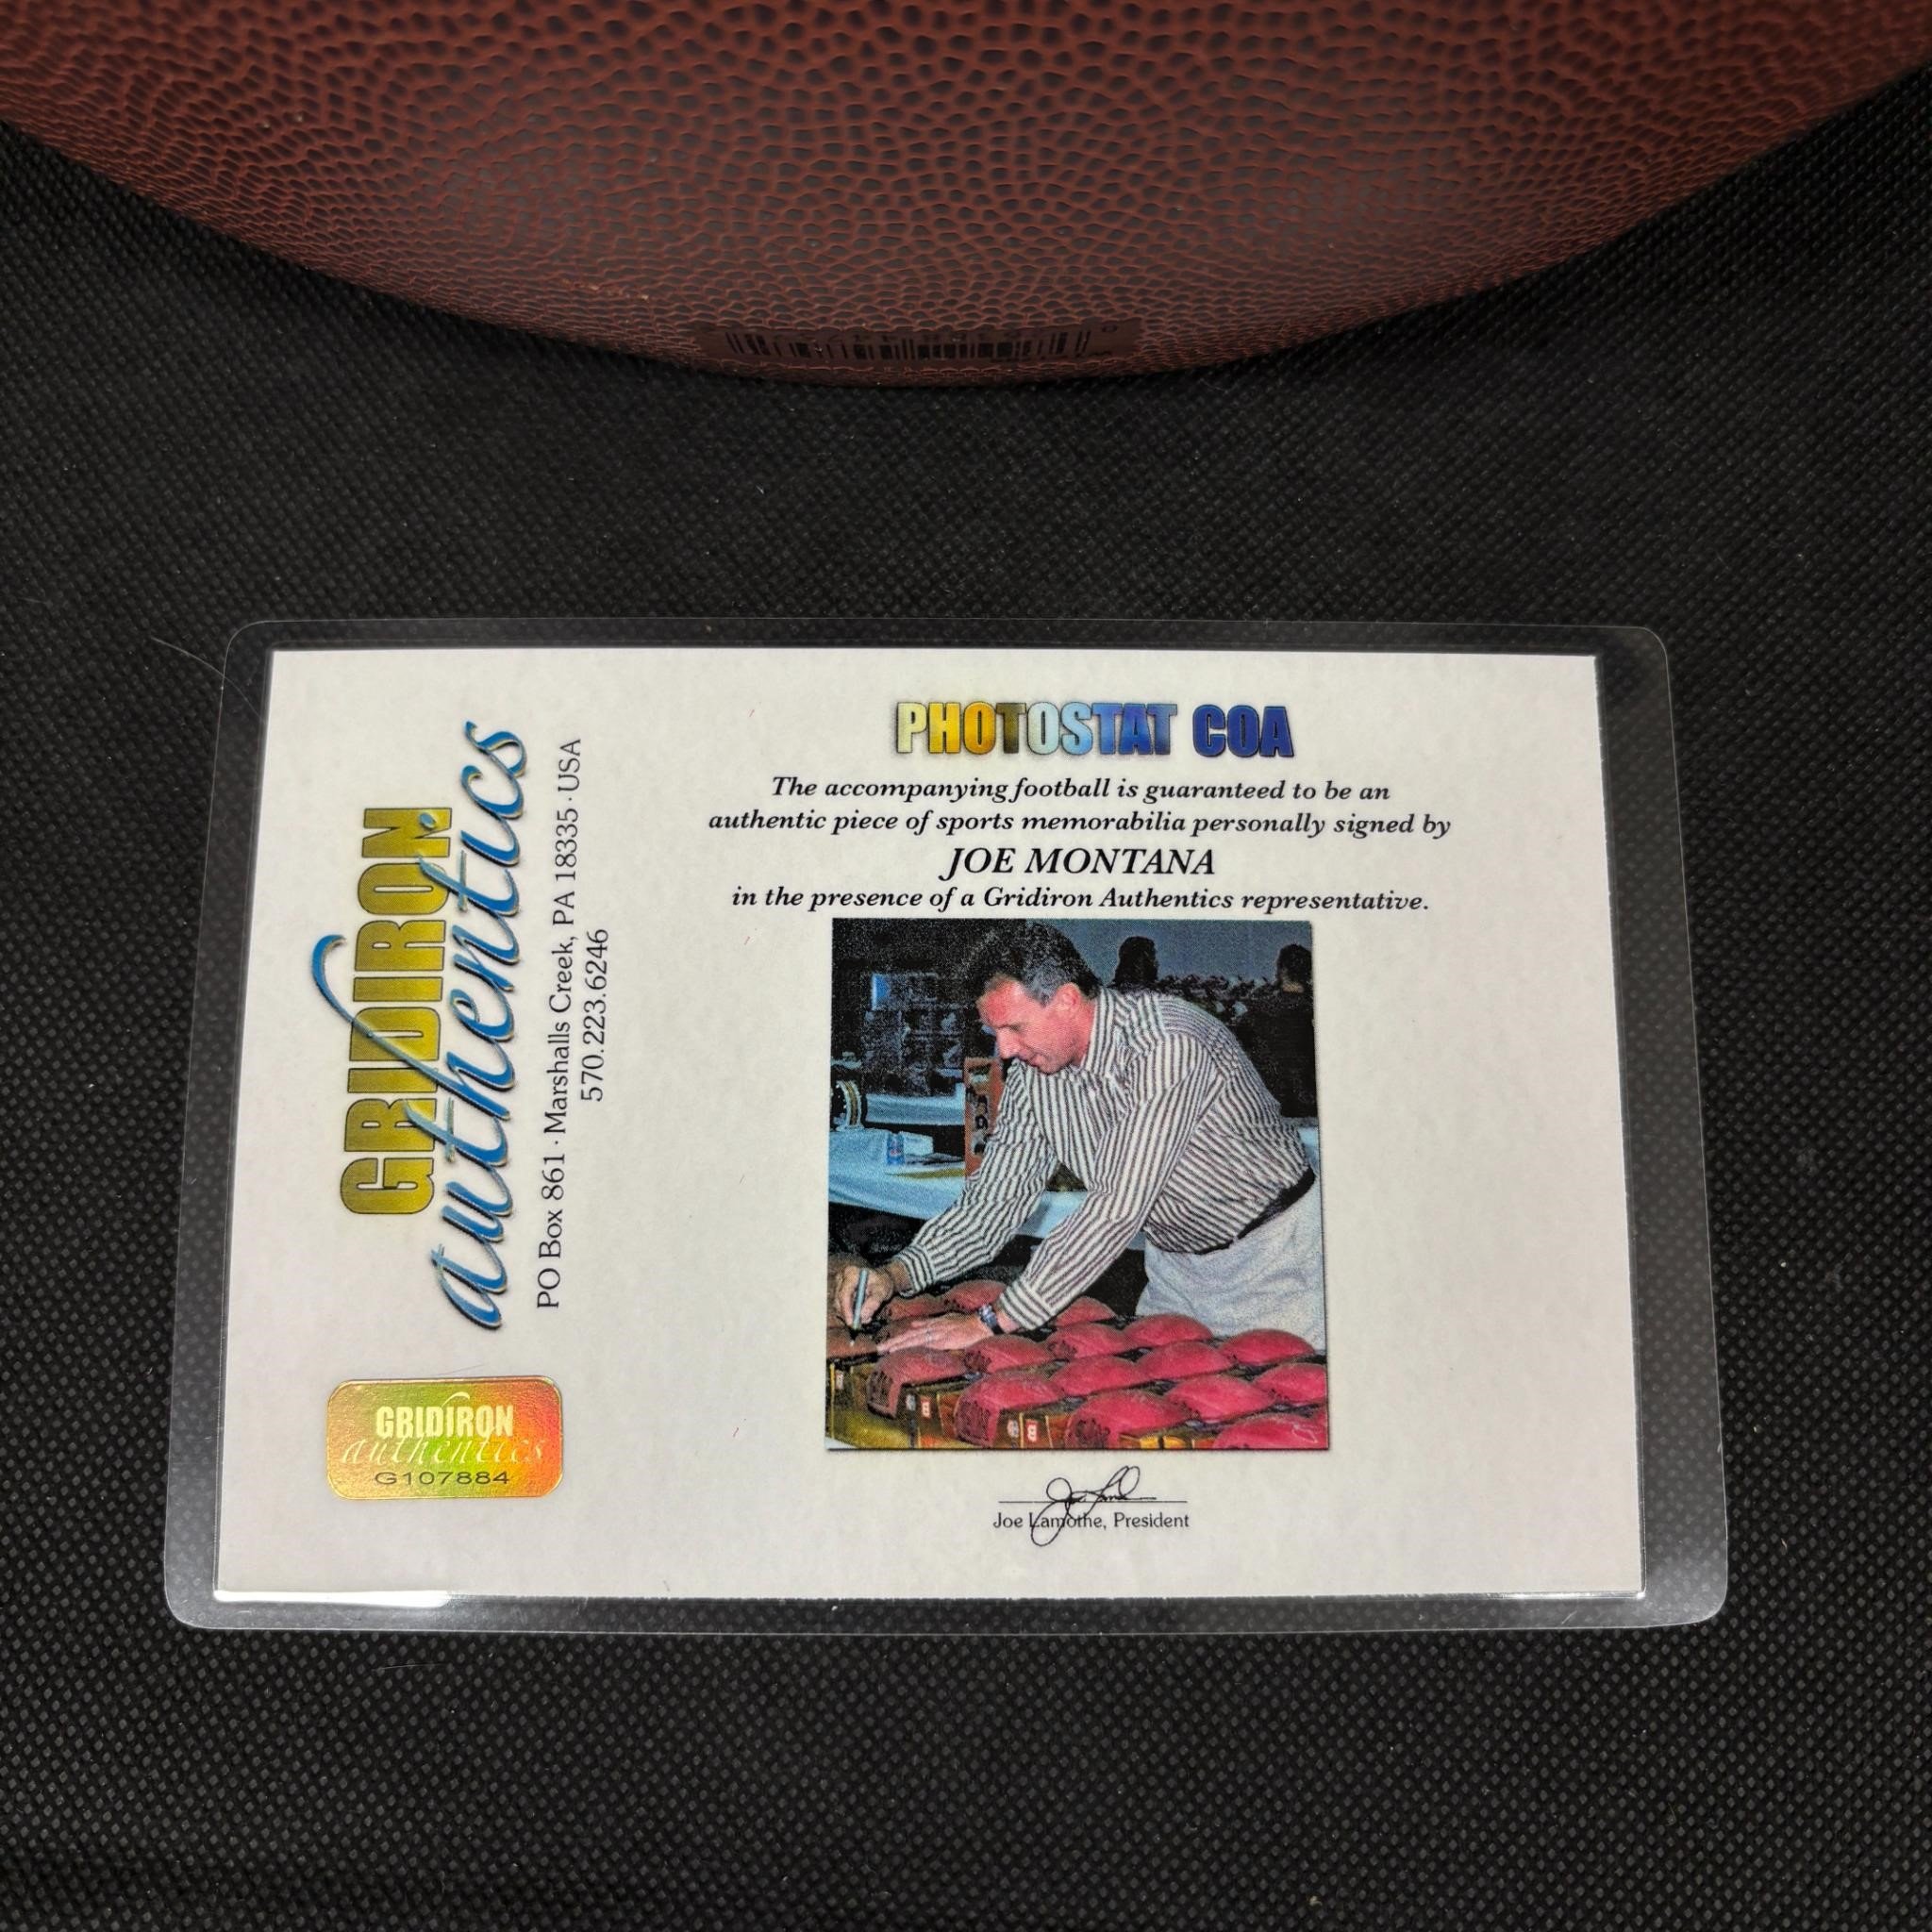 GRIDIRON
authentics
PO Box 861 · Marshalls Creek, PA 18335 · USA
570.223.6246
GRIDIRON
authentics
G107884
PHOTOSTAT COA
The accompanying football is guaranteed to be an
authentic piece of sports memorabilia personally signed by
JOE MONTANA
in the presence of a Gridiron Authentics representative.
Joe Lamothe, President